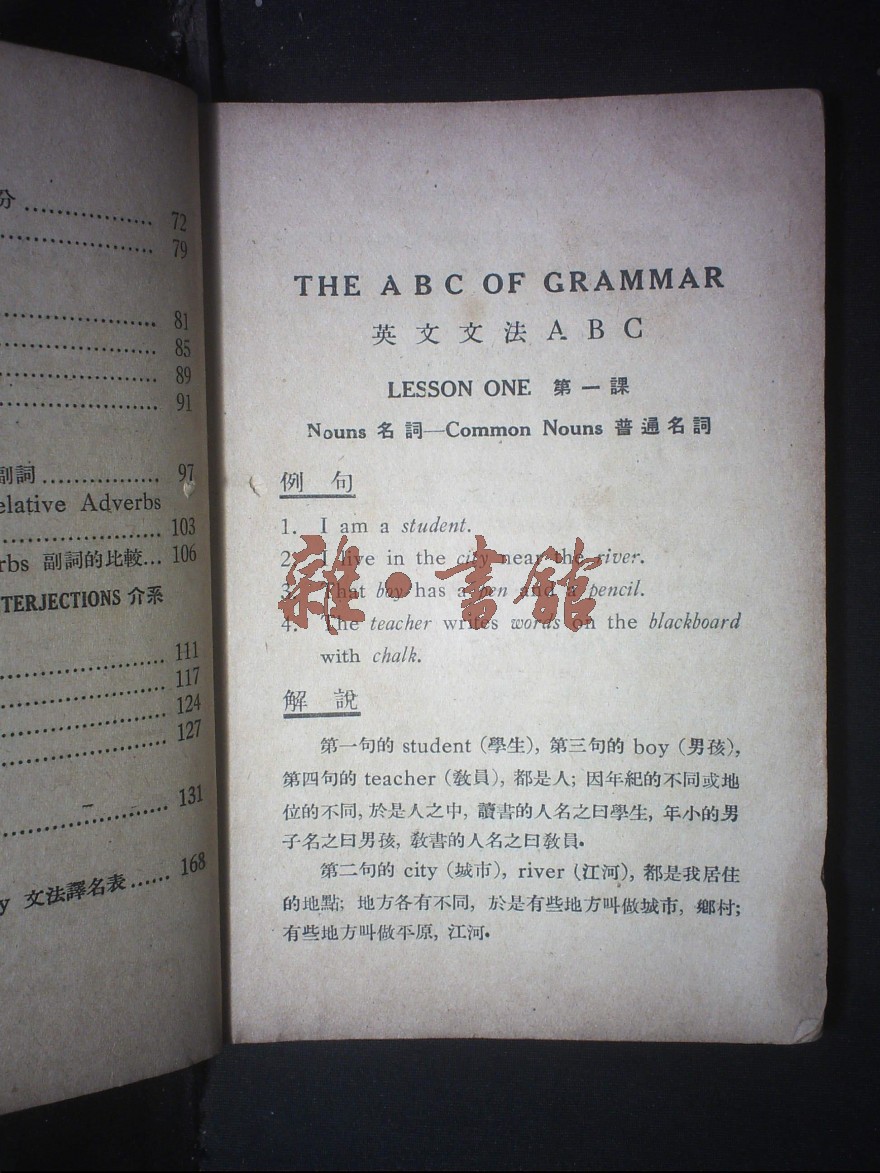 分 ................. 72
..................... 79
..................... 81
..................... 85
..................... 89
..................... 91
副詞 ................ 97
elative Adverbs
..................... 103
rbs 副詞的比較... 106
TERJECTIONS 介系
..................... 111
..................... 117
..................... 124
..................... 127
..................... 131
y 文法譯名表...... 168
THE A B C OF GRAMMAR
英文文法 A B C
LESSON ONE 第一課
Nouns 名詞—Common Nouns 普通名詞
例句
1. I am a student.
2. I live in the city near the river.
3. That boy has a pen and a pencil.
4. The teacher writes words on the blackboard
with chalk.
雜·書館
解說
第一句的 student (學生), 第三句的 boy (男孩),
第四句的 teacher (敎員), 都是人; 因年紀的不同或地
位的不同, 於是人之中, 讀書的人名之曰學生, 年小的男
子名之曰男孩, 敎書的人名之曰敎員.
第二句的 city (城市), river (江河), 都是我居住
的地點; 地方各有不同, 於是有些地方叫做城市, 鄉村;
有些地方叫做平原, 江河.